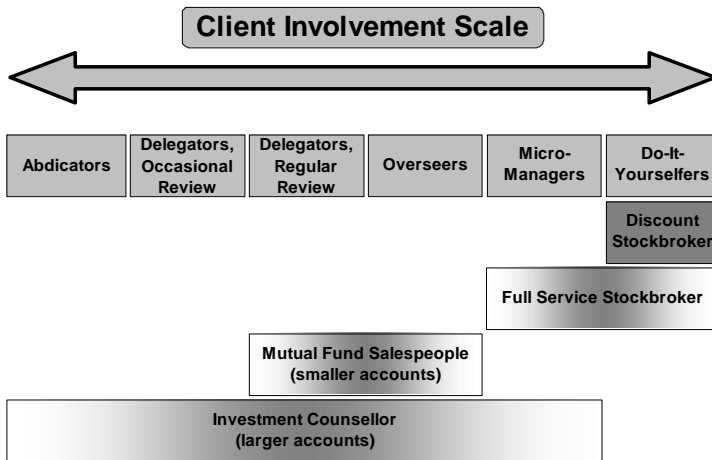 Client Involvement Scale
Abdicators
Delegators,
Occasional
Review
Delegators,
Regular
Review
Overseers
Micro-
Managers
Do-It-
Yourselfers
Discount
Stockbroker
Full Service Stockbroker
Mutual Fund Salespeople
(smaller accounts)
Investment Counsellor
(larger accounts)